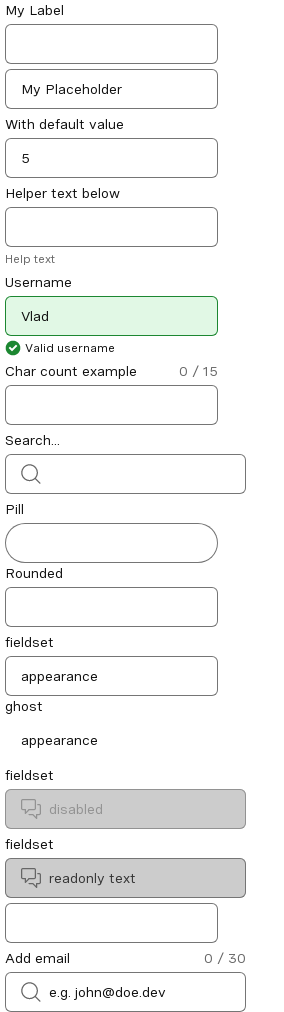 My Label
My Placeholder
With default value
5
Helper text below
Help text
Username
Vlad
Valid username
Char count example 0 / 15
Search...
Pill
Rounded
fieldset
appearance
ghost
appearance
fieldset
disabled
fieldset
readonly text
Add email 0 / 30
e.g. john@doe.dev